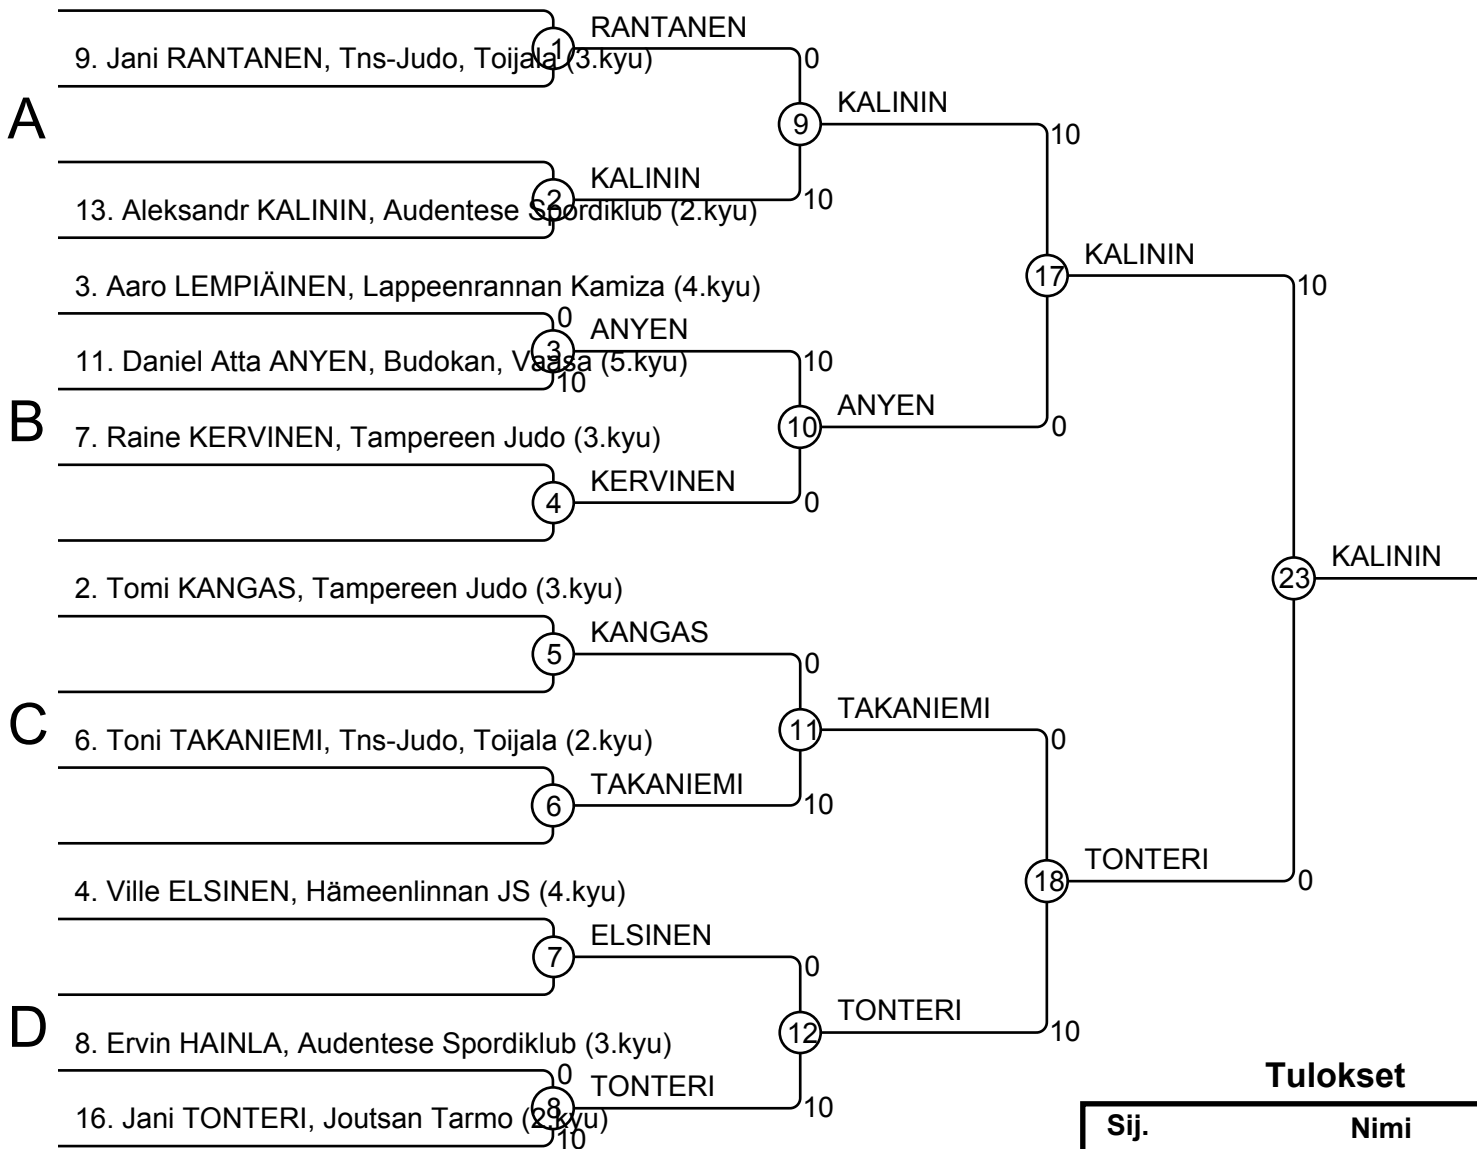 RANTANEN
9. Jani RANTANEN, Tns-Judo, Toijala (3.kyu)
1
0
A
9
KALININ
10
KALININ
2
10
13. Aleksandr KALININ, Audentese Spordiklub (2.kyu)
17
KALININ
10
3. Aaro LEMPIÄINEN, Lappeenrannan Kamiza (4.kyu)
0
ANYEN
3
10
11. Daniel Atta ANYEN, Budokan, Vaasa (5.kyu)
10
B
10
ANYEN
0
7. Raine KERVINEN, Tampereen Judo (3.kyu)
KERVINEN
4
0
23
KALININ
2. Tomi KANGAS, Tampereen Judo (3.kyu)
KANGAS
5
0
C
11
TAKANIEMI
0
6. Toni TAKANIEMI, Tns-Judo, Toijala (2.kyu)
TAKANIEMI
6
10
18
TONTERI
0
4. Ville ELSINEN, Hämeenlinnan JS (4.kyu)
ELSINEN
7
0
D
12
TONTERI
10
8. Ervin HAINLA, Audentese Spordiklub (3.kyu)
0
TONTERI
8
10
16. Jani TONTERI, Joutsan Tarmo (2.kyu)
10
Tulokset
Sij. Nimi